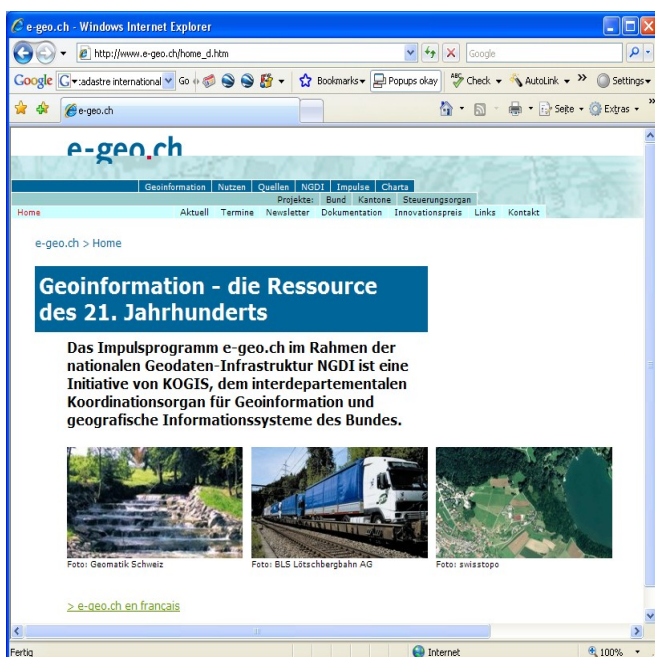 e-geo.ch - Windows Internet Explorer
http://www.e-geo.ch/home_d.htm
Google
Google G :adastre international Go Bookmarks Popups okay Check AutoLink » Settings
e-geo.ch Seite Extras »
e-geo.ch
Geoinformation Nutzen Quellen NGDI Impulse Charta
Projekte: Bund Kantone Steuerungsorgan
Home Aktuell Termine Newsletter Dokumentation Innovationspreis Links Kontakt
e-geo.ch > Home
Geoinformation - die Ressource
des 21. Jahrhunderts
Das Impulsprogramm e-geo.ch im Rahmen der
nationalen Geodaten-Infrastruktur NGDI ist eine
Initiative von KOGIS, dem interdepartementalen
Koordinationsorgan für Geoinformation und
geografische Informationssysteme des Bundes.
Foto: Geomatik Schweiz Foto: BLS Lötschbergbahn AG Foto: swisstopo
> e-geo.ch en francais
Fertig Internet 100%